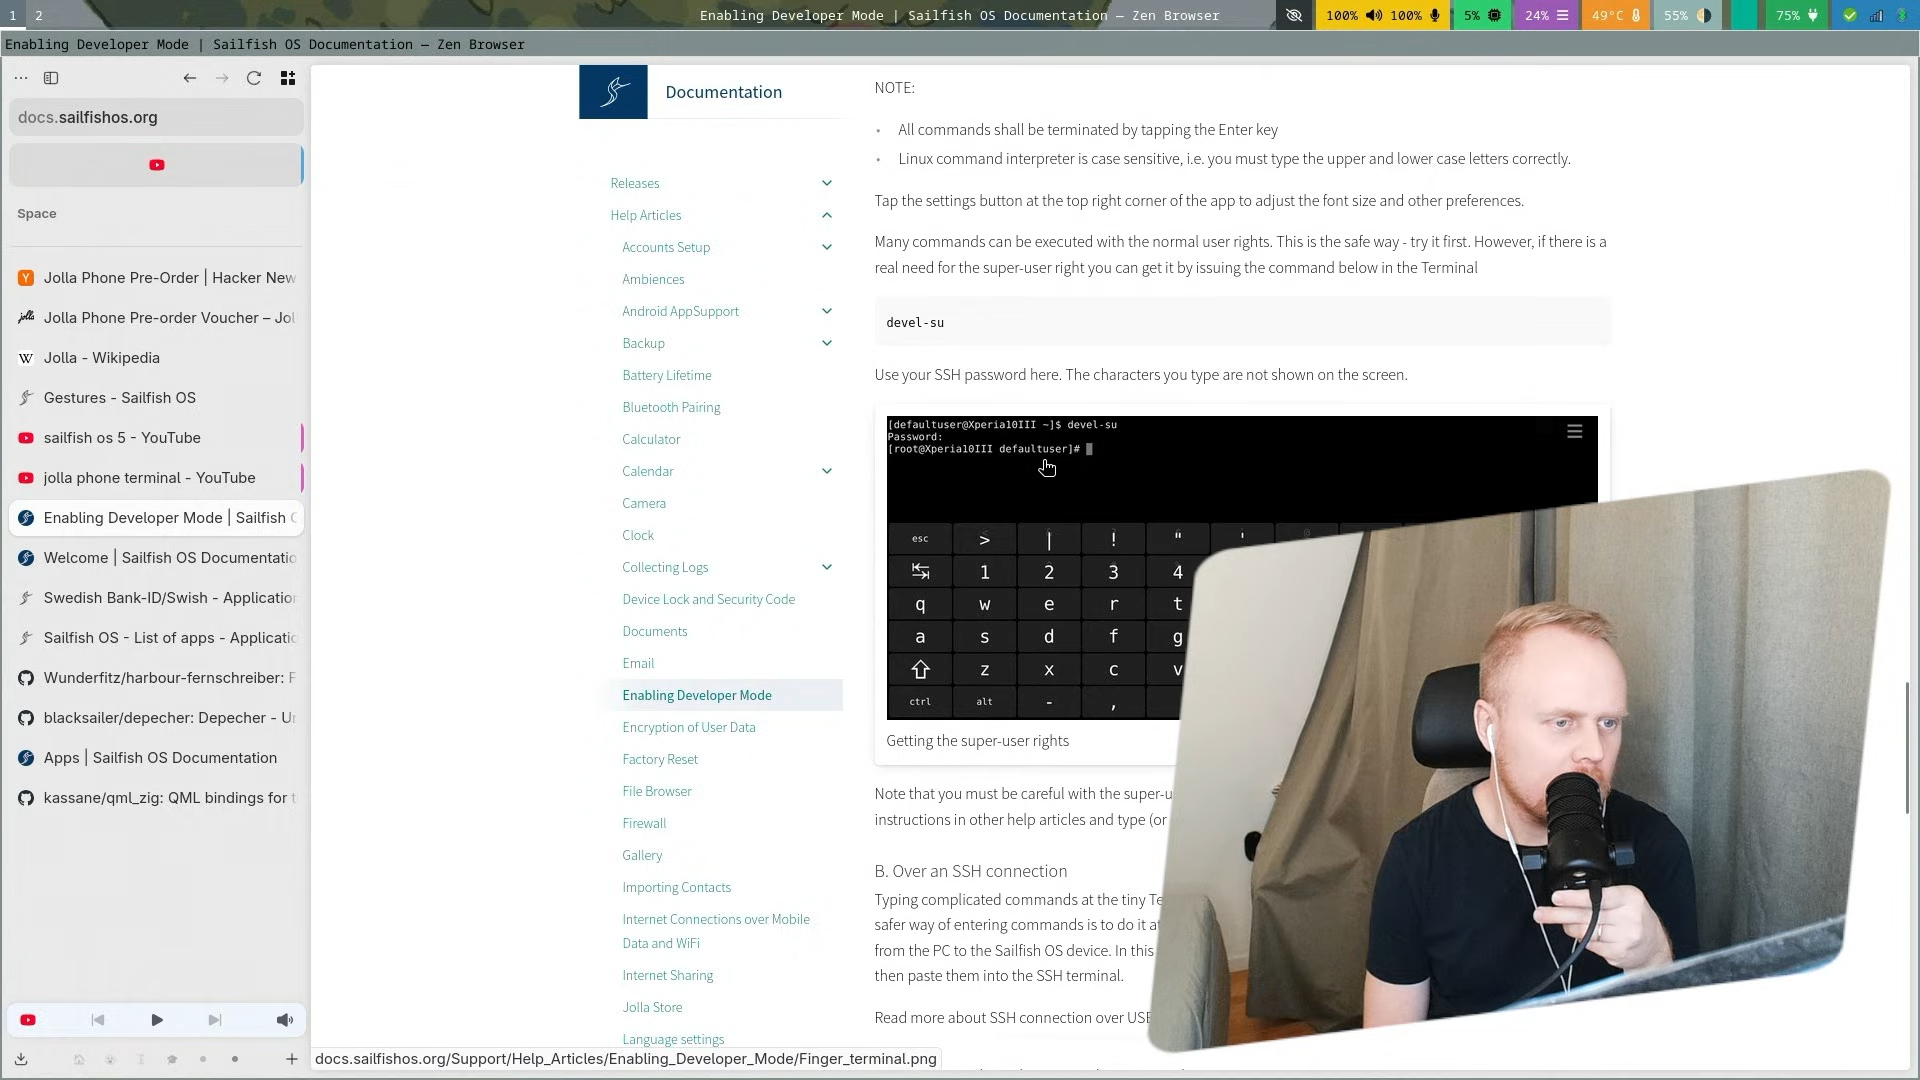 1 2 Enabling Developer Mode | Sailfish OS Documentation — Zen Browser 100% 100% 5% 24% 49°C 55% 75%
Enabling Developer Mode | Sailfish OS Documentation — Zen Browser
docs.sailfishos.org
Space
Jolla Phone Pre-Order | Hacker New
Jolla Phone Pre-order Voucher – Jol
Jolla - Wikipedia
Gestures - Sailfish OS
sailfish os 5 - YouTube
jolla phone terminal - YouTube
Enabling Developer Mode | Sailfish O
Welcome | Sailfish OS Documentatio
Swedish Bank-ID/Swish - Application
Sailfish OS - List of apps - Applicatio
Wunderfitz/harbour-fernschreiber: F
blacksailer/depecher: Depecher - Un
Apps | Sailfish OS Documentation
kassane/qml_zig: QML bindings for t
Documentation
Releases
Help Articles
Accounts Setup
Ambiences
Android AppSupport
Backup
Battery Lifetime
Bluetooth Pairing
Calculator
Calendar
Camera
Clock
Collecting Logs
Device Lock and Security Code
Documents
Email
Enabling Developer Mode
Encryption of User Data
Factory Reset
File Browser
Firewall
Gallery
Importing Contacts
Internet Connections over Mobile
Data and WiFi
Internet Sharing
Jolla Store
Language settings
NOTE:
• All commands shall be terminated by tapping the Enter key
• Linux command interpreter is case sensitive, i.e. you must type the upper and lower case letters correctly.
Tap the settings button at the top right corner of the app to adjust the font size and other preferences.
Many commands can be executed with the normal user rights. This is the safe way - try it first. However, if there is a
real need for the super-user right you can get it by issuing the command below in the Terminal
devel-su
Use your SSH password here. The characters you type are not shown on the screen.
[defaultuser@Xperia10III ~]$ devel-su
Password:
[root@Xperia10III defaultuser]#
esc > | ! " '
1 2 3 4
q w e r t
a s d f g
z x c v
ctrl alt - ,
Getting the super-user rights
Note that you must be careful with the super-u
instructions in other help articles and type (or
B. Over an SSH connection
Typing complicated commands at the tiny Te
safer way of entering commands is to do it at
from the PC to the Sailfish OS device. In this
then paste them into the SSH terminal.
Read more about SSH connection over USB
docs.sailfishos.org/Support/Help_Articles/Enabling_Developer_Mode/Finger_terminal.png